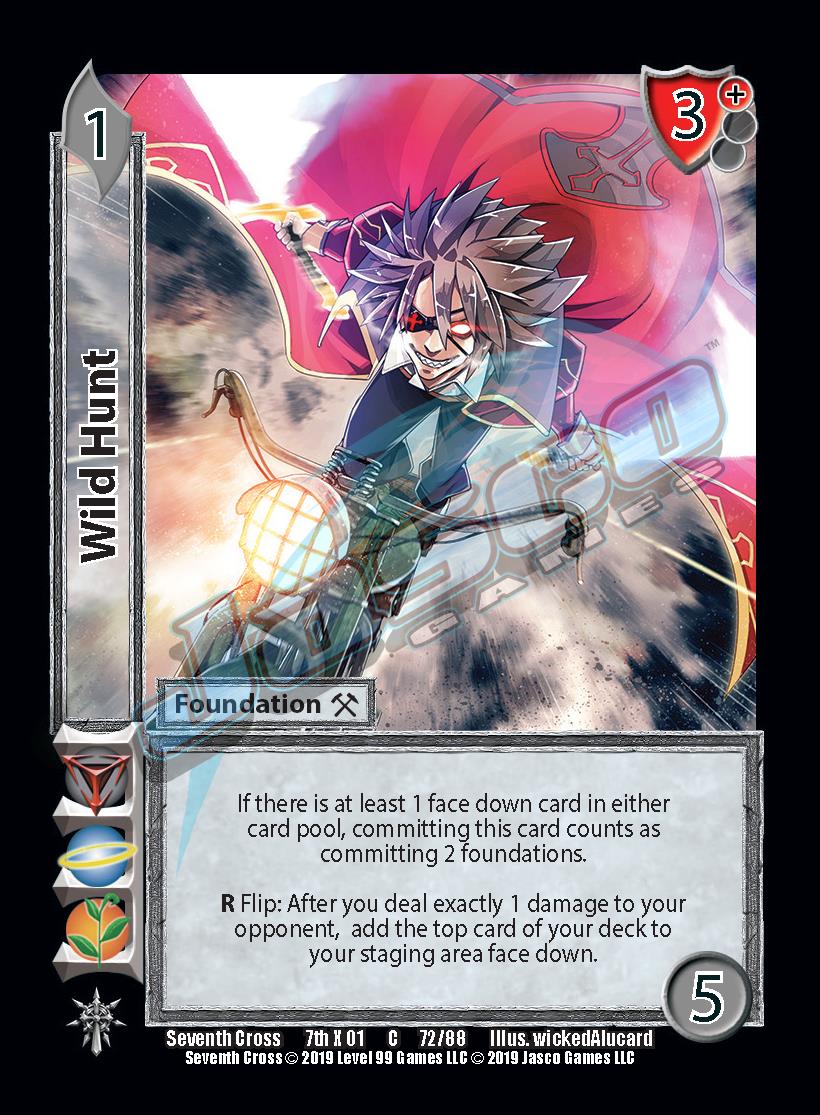 1
3
+
Wild Hunt
TM
JASCO
GAMES
Foundation
If there is at least 1 face down card in either
card pool, committing this card counts as
committing 2 foundations.
R Flip: After you deal exactly 1 damage to your
opponent, add the top card of your deck to
your staging area face down.
5
Seventh Cross 7th X 01 C 72/88 Illus. wickedAlucard
Seventh Cross © 2019 Level 99 Games LLC © 2019 Jasco Games LLC